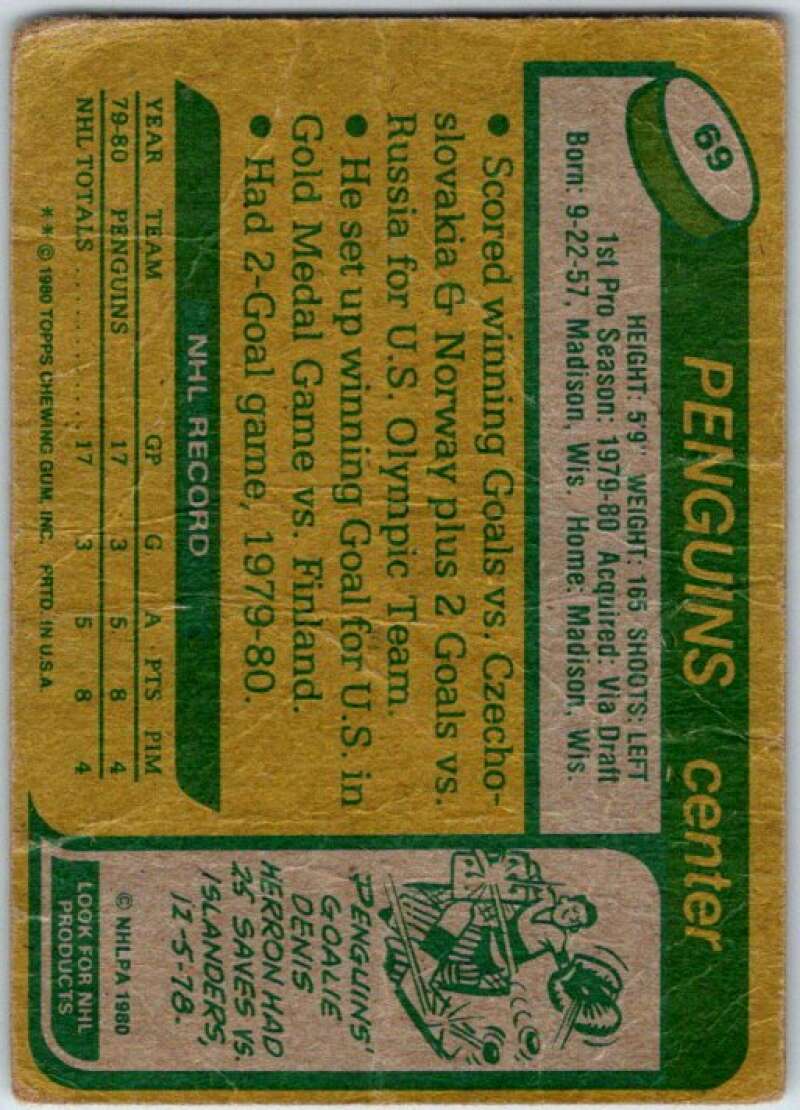 69
PENGUINS center
HEIGHT: 5'9" WEIGHT: 165 SHOOTS: LEFT
1st Pro Season: 1979-80 Acquired: Via Draft
Born: 9-22-57, Madison, Wis. Home: Madison, Wis.
• Scored winning Goals vs. Czecho-
slovakia & Norway plus 2 Goals vs.
Russia for U.S. Olympic Team.
• He set up winning Goal for U.S. in
Gold Medal Game vs. Finland.
• Had 2-Goal game, 1979-80.
NHL RECORD
YEAR TEAM GP G A PTS PIM
79-80 PENGUINS 17 3 5 8 4
NHL TOTALS .......... 17 3 5 8 4
** © 1980 TOPPS CHEWING GUM, INC. PRTD. IN U.S.A.
PENGUINS'
GOALIE
DENIS
HERRON HAD
25 SAVES VS.
ISLANDERS,
12-5-78.
© NHLPA 1980
LOOK FOR NHL
PRODUCTS